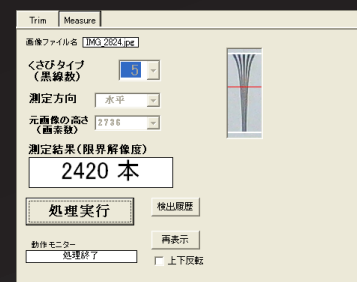 Trim Measure
画像ファイル名 IMG_2824.jpg
くさびタイプ
(黒線数) 5
測定方向 水平
元画像の高さ
(画素数) 2736
測定結果(限界解像度)
2420 本
処理実行 検出履歴
動作モニター 再表示
処理終了 上下反転